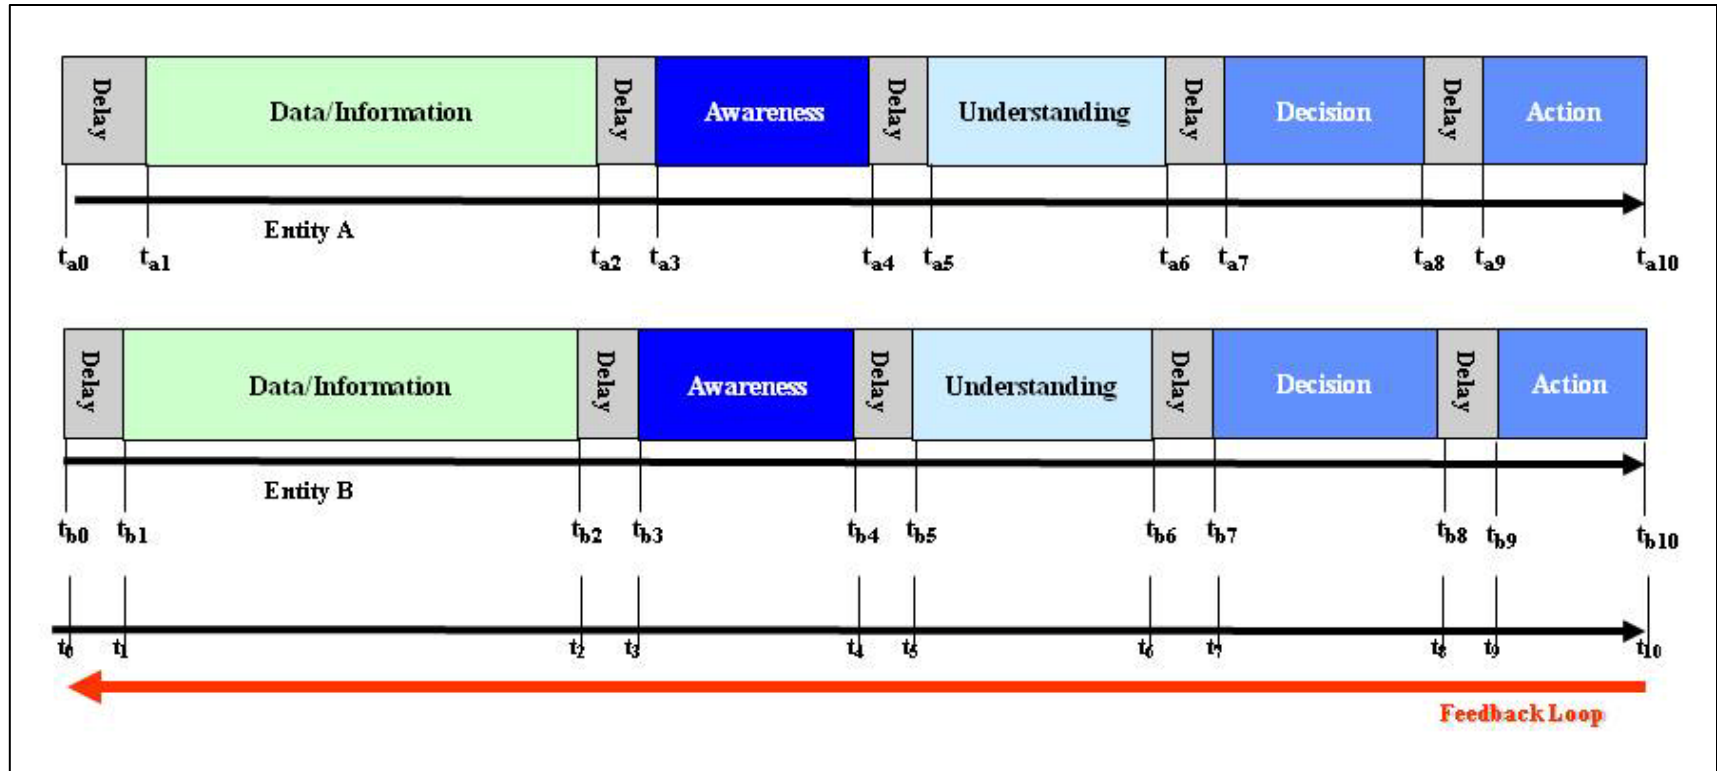 Delay Data/Information Delay Awareness Delay Understanding Delay Decision Delay Action
Entity A
ta0 ta1 ta2 ta3 ta4 ta5 ta6 ta7 ta8 ta9 ta10
Delay Data/Information Delay Awareness Delay Understanding Delay Decision Delay Action
Entity B
tb0 tb1 tb2 tb3 tb4 tb5 tb6 tb7 tb8 tb9 tb10
t0 t1 t2 t3 t4 t5 t6 t7 t8 t9 t10
Feedback Loop